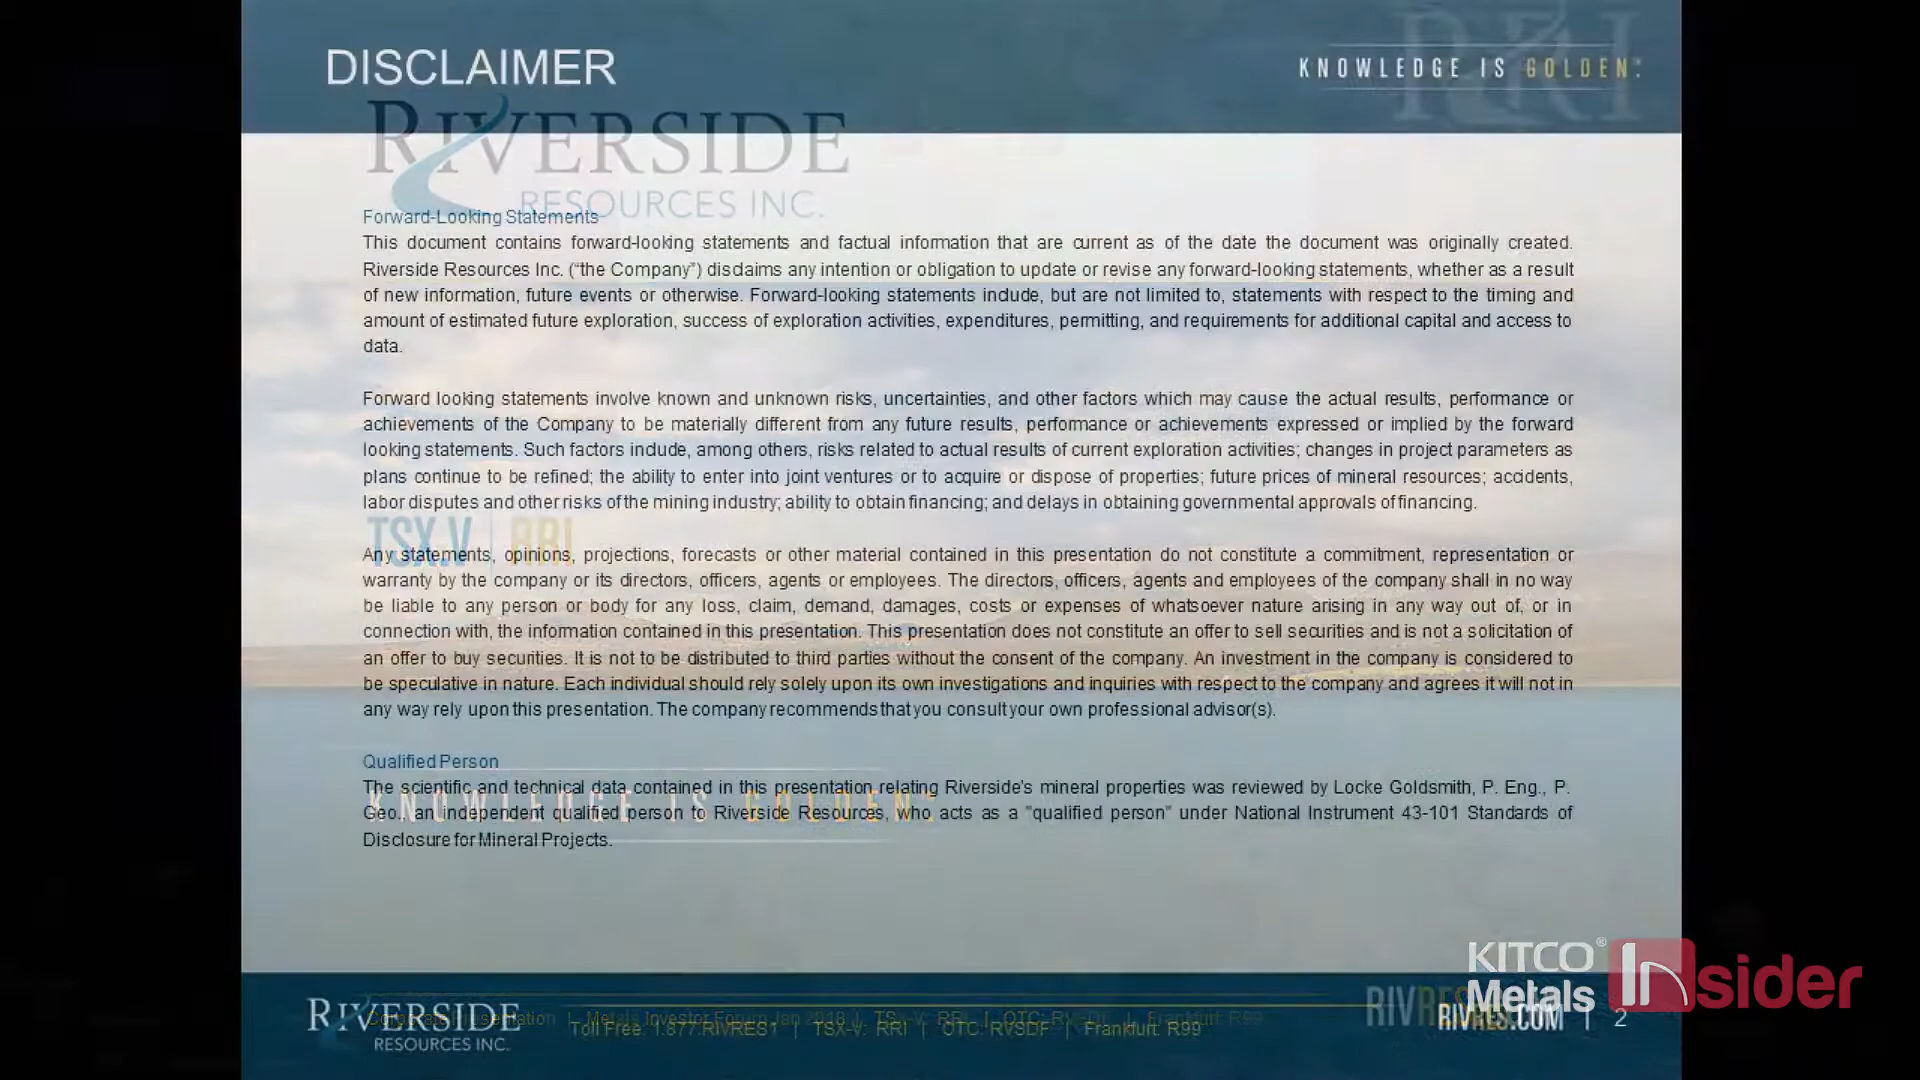 DISCLAIMER
KNOWLEDGE IS GOLDEN.
RIVERSIDE
RESOURCES INC.
Forward-Looking Statements
This document contains forward-looking statements and factual information that are current as of the date the document was originally created.
Riverside Resources Inc. (“the Company”) disclaims any intention or obligation to update or revise any forward-looking statements, whether as a result
of new information, future events or otherwise. Forward-looking statements include, but are not limited to, statements with respect to the timing and
amount of estimated future exploration, success of exploration activities, expenditures, permitting, and requirements for additional capital and access to
data.
Forward looking statements involve known and unknown risks, uncertainties, and other factors which may cause the actual results, performance or
achievements of the Company to be materially different from any future results, performance or achievements expressed or implied by the forward
looking statements. Such factors include, among others, risks related to actual results of current exploration activities; changes in project parameters as
plans continue to be refined; the ability to enter into joint ventures or to acquire or dispose of properties; future prices of mineral resources; accidents,
labor disputes and other risks of the mining industry; ability to obtain financing; and delays in obtaining governmental approvals of financing.
TSX.V | RRI
Any statements, opinions, projections, forecasts or other material contained in this presentation do not constitute a commitment, representation or
warranty by the company or its directors, officers, agents or employees. The directors, officers, agents and employees of the company shall in no way
be liable to any person or body for any loss, claim, demand, damages, costs or expenses of whatsoever nature arising in any way out of, or in
connection with, the information contained in this presentation. This presentation does not constitute an offer to sell securities and is not a solicitation of
an offer to buy securities. It is not to be distributed to third parties without the consent of the company. An investment in the company is considered to
be speculative in nature. Each individual should rely solely upon its own investigations and inquiries with respect to the company and agrees it will not in
any way rely upon this presentation. The company recommends that you consult your own professional advisor(s).
Qualified Person
The scientific and technical data contained in this presentation relating Riverside's mineral properties was reviewed by Locke Goldsmith, P. Eng., P.
Geo., an independent qualified person to Riverside Resources, who acts as a "qualified person" under National Instrument 43-101 Standards of
Disclosure for Mineral Projects.
KNOWLEDGE IS GOLDEN.
KITCO®
Metals INsider
RIVERSIDE
RESOURCES INC.
Corporate Presentation | Metals Investor Forum Jan 2018 | TSX-V: RRI | OTC: RVSDF | Frankfurt: R99
Toll Free: 1.877.RIVRES1 | TSX-V: RRI | OTC: RVSDF | Frankfurt: R99
RIVRES.COM | 2